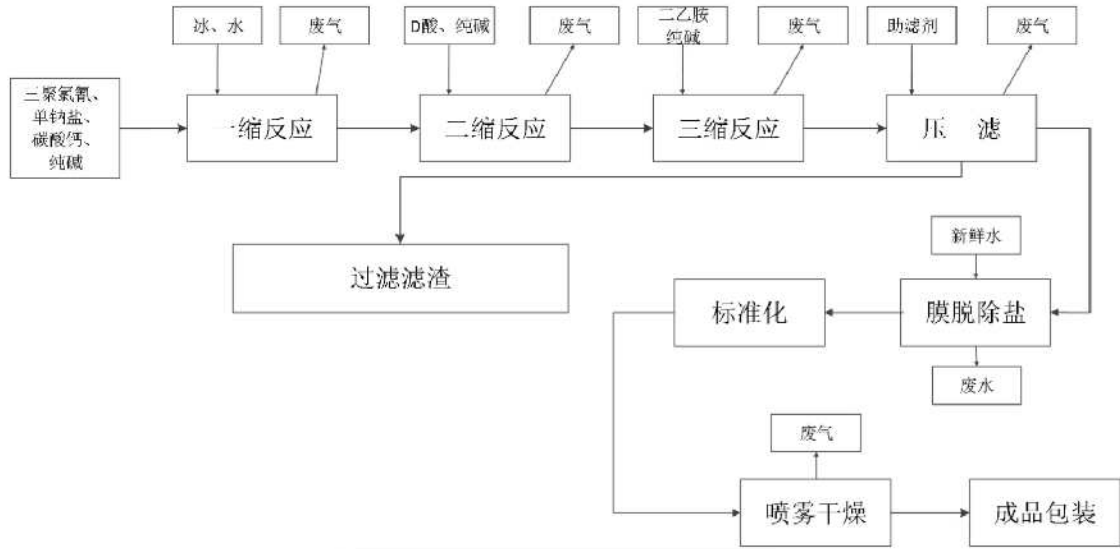 冰、水
废气
D酸、纯碱
废气
二乙胺
纯碱
废气
助滤剂
废气
三聚氯氰、
单钠盐、
碳酸钙、
纯碱
一缩反应
二缩反应
三缩反应
压 滤
过滤滤渣
新鲜水
标准化
膜脱除盐
废水
废气
喷雾干燥
成品包装